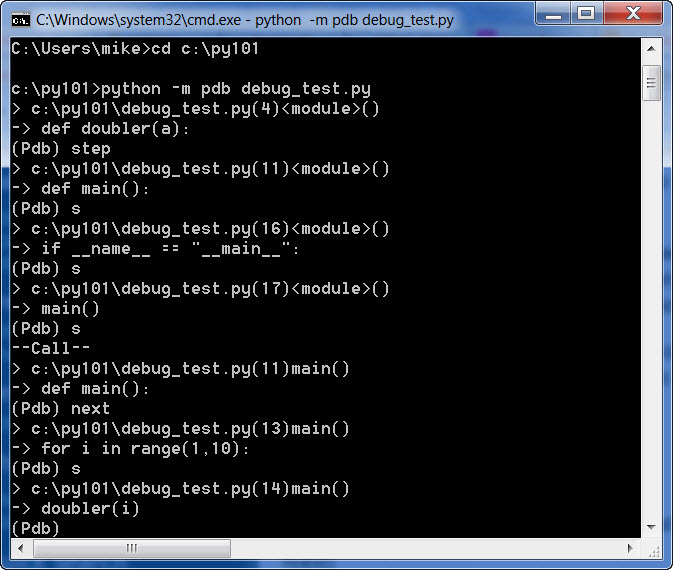 C:\Windows\system32\cmd.exe - python  -m pdb debug_test.py
C:\Users\mike>cd c:\py101
c:\py101>python -m pdb debug_test.py
> c:\py101\debug_test.py(4)<module>()
-> def doubler(a):
(Pdb) step
> c:\py101\debug_test.py(11)<module>()
-> def main():
(Pdb) s
> c:\py101\debug_test.py(16)<module>()
-> if __name__ == "__main__":
(Pdb) s
> c:\py101\debug_test.py(17)<module>()
-> main()
(Pdb) s
--Call--
> c:\py101\debug_test.py(11)main()
-> def main():
(Pdb) next
> c:\py101\debug_test.py(13)main()
-> for i in range(1,10):
(Pdb) s
> c:\py101\debug_test.py(14)main()
-> doubler(i)
(Pdb)